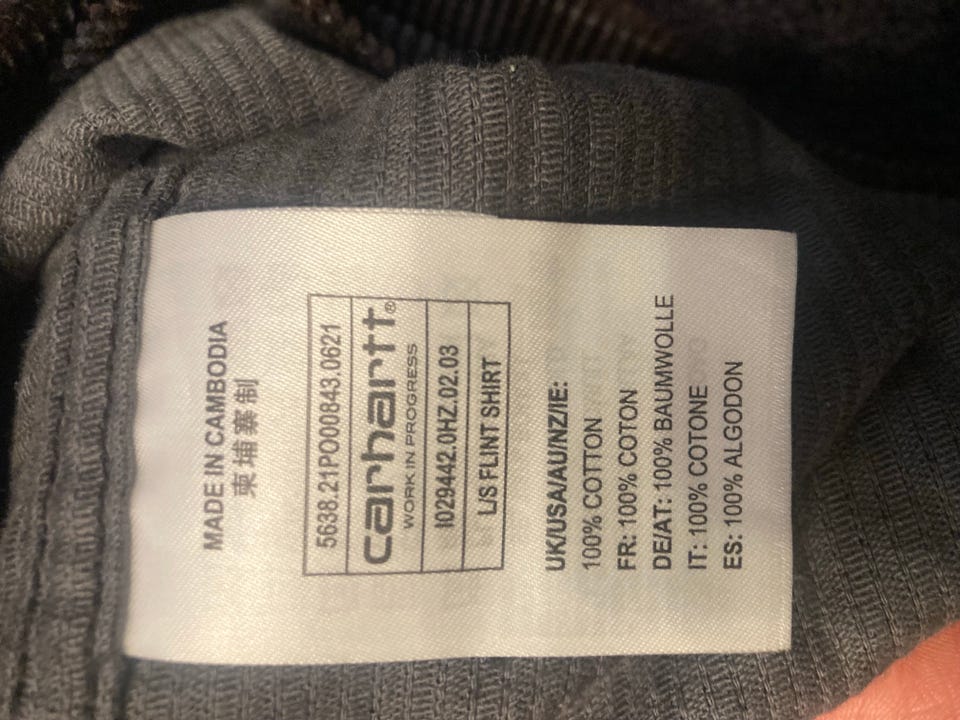 MADE IN CAMBODIA
柬埔寨制
5638.21PO00843.0621
carhartt®
WORK IN PROGRESS
I029442.0HZ.02.03
L/S FLINT SHIRT
UK/USA/AU/NZ/IE:
100% COTTON
FR: 100% COTON
DE/AT: 100% BAUMWOLLE
IT: 100% COTONE
ES: 100% ALGODON